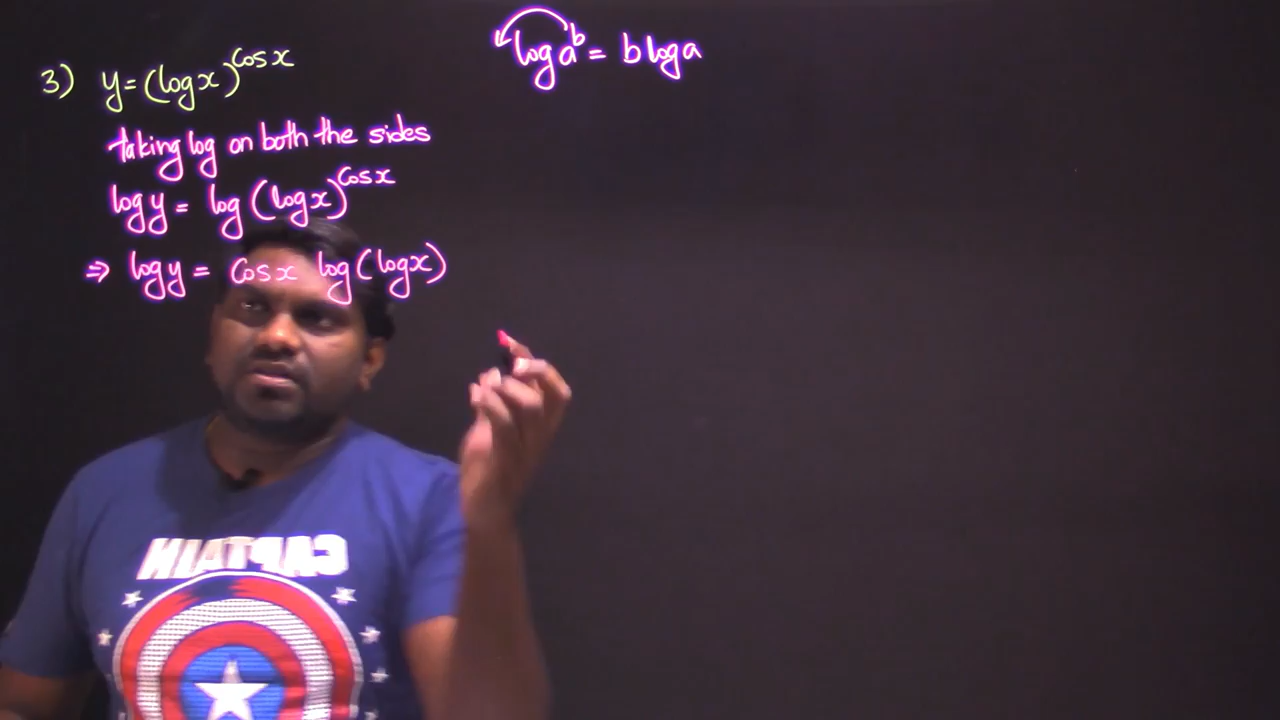 3) y = (log x)^cos x
log a^b = b log a
taking log on both the sides
log y = log (log x)^cos x
⇒ log y = cos x log (log x)
CAPTAIN